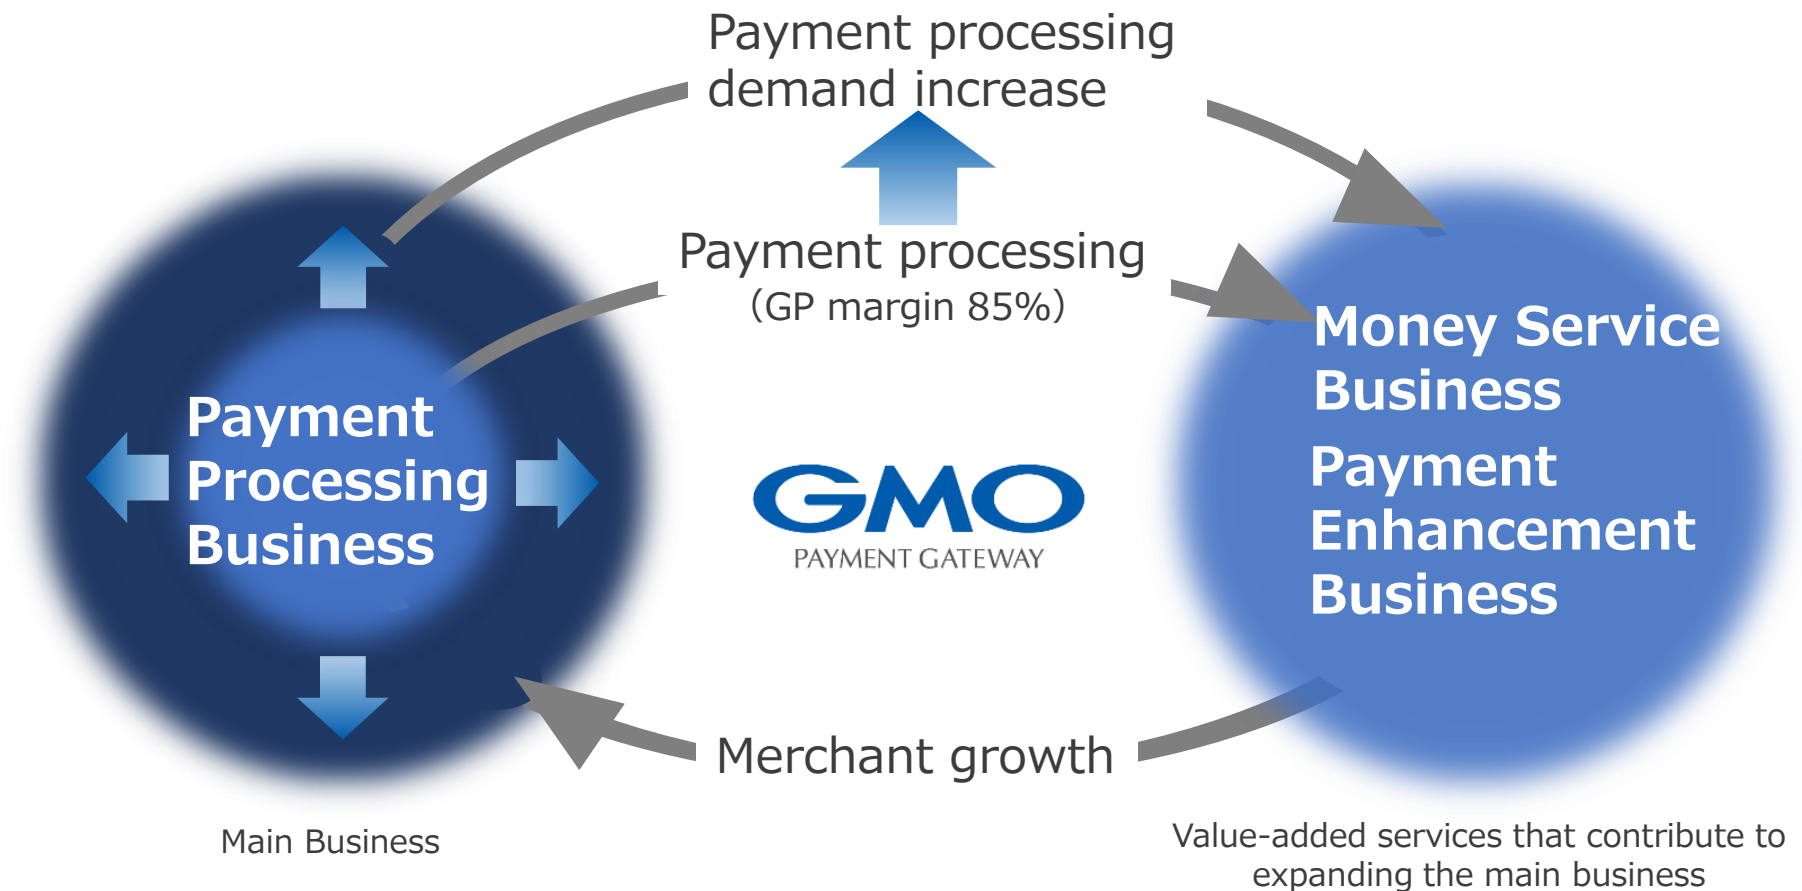 Payment processing
demand increase
Payment processing
（GP margin 85%）
Payment
Processing
Business
Money Service
Business
Payment
Enhancement
Business
GMO
PAYMENT GATEWAY
Merchant growth
Main Business
Value-added services that contribute to
expanding the main business